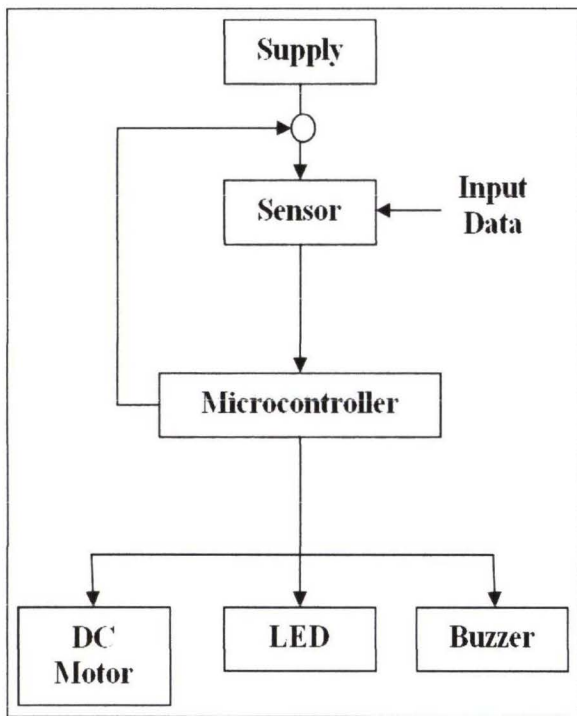 Supply
Sensor
Input
Data
Microcontroller
DC
Motor
LED
Buzzer